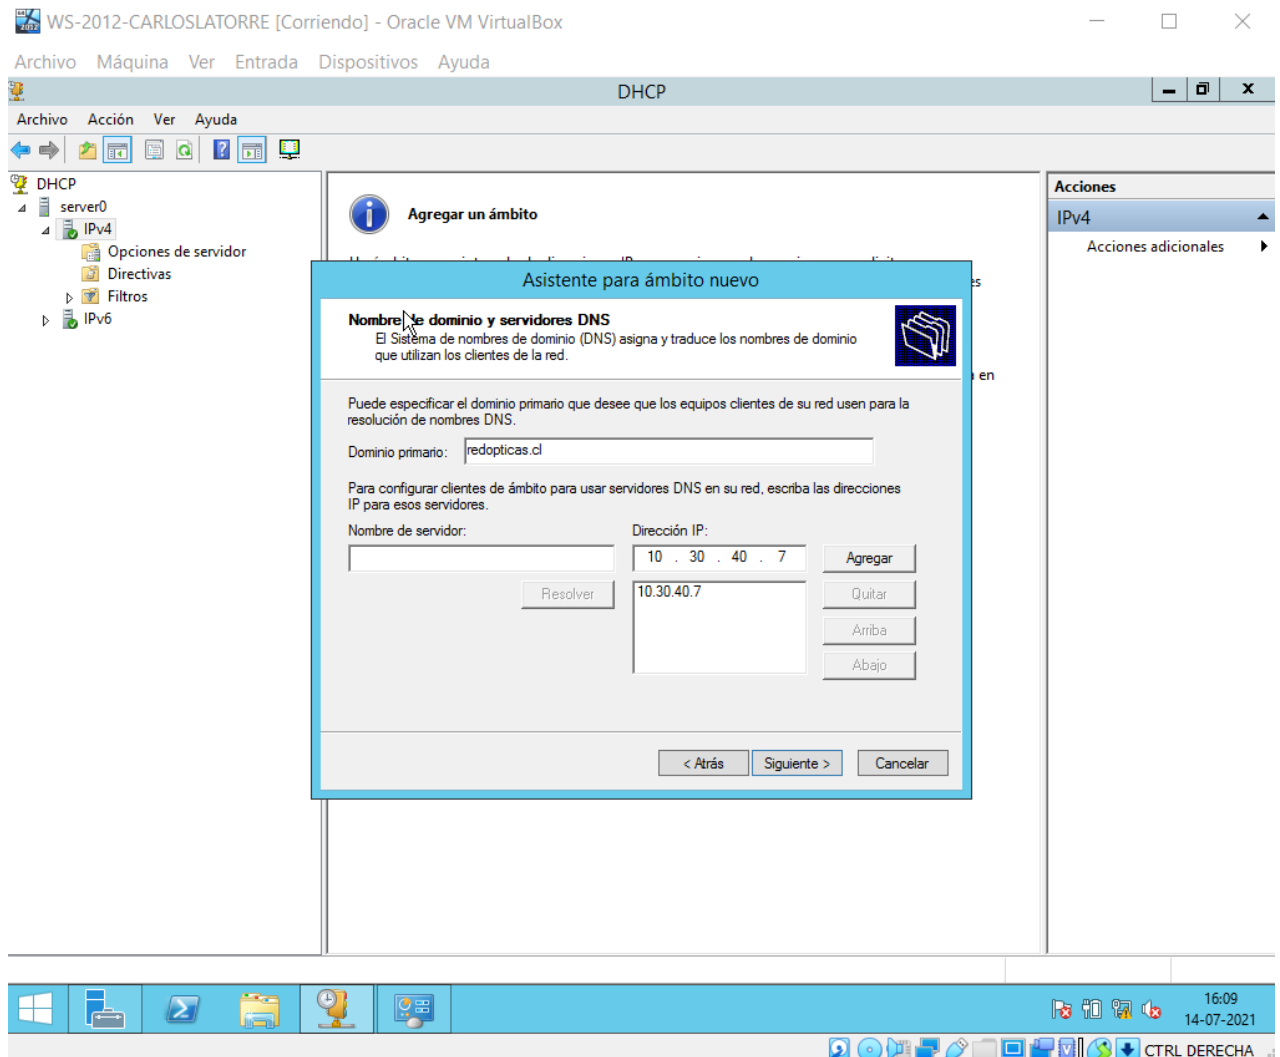 WS-2012-CARLOSLATORRE [Corriendo] - Oracle VM VirtualBox
Archivo Máquina Ver Entrada Dispositivos Ayuda
DHCP
Archivo Acción Ver Ayuda
DHCP
server0
IPv4
Opciones de servidor
Directivas
Filtros
IPv6
Agregar un ámbito
Acciones
IPv4
Acciones adicionales
es
en
Asistente para ámbito nuevo
Nombre de dominio y servidores DNS
El Sistema de nombres de dominio (DNS) asigna y traduce los nombres de dominio
que utilizan los clientes de la red.
Puede especificar el dominio primario que desee que los equipos clientes de su red usen para la
resolución de nombres DNS.
Dominio primario: redopticas.cl
Para configurar clientes de ámbito para usar servidores DNS en su red, escriba las direcciones
IP para esos servidores.
Nombre de servidor: Dirección IP:
10 . 30 . 40 . 7 Agregar
Resolver 10.30.40.7 Quitar
Arriba
Abajo
< Atrás Siguiente > Cancelar
16:09
14-07-2021
CTRL DERECHA